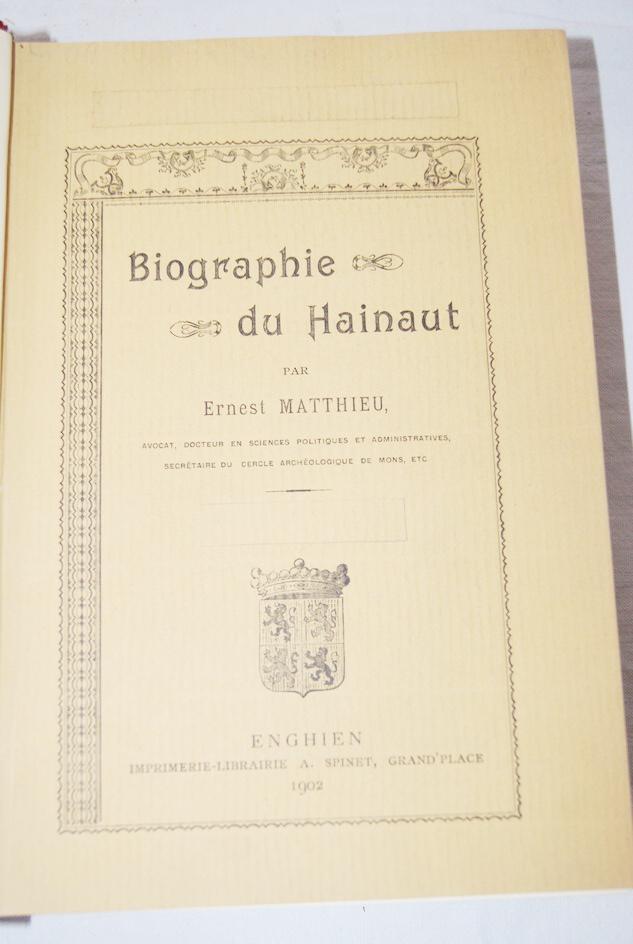 Biographie
du Hainaut
PAR
Ernest MATTHIEU,
AVOCAT, DOCTEUR EN SCIENCES POLITIQUES ET ADMINISTRATIVES,
SECRÉTAIRE DU CERCLE ARCHÉOLOGIQUE DE MONS, ETC
ENGHIEN
IMPRIMERIE-LIBRAIRIE A. SPINET, GRAND'PLACE
1902